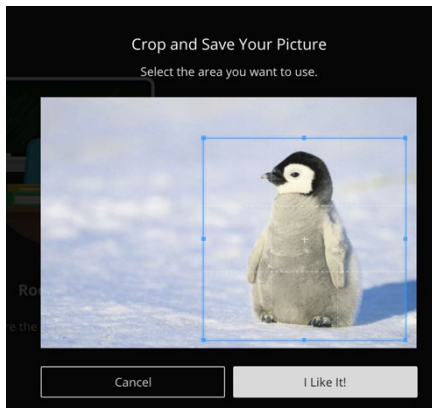 Crop and Save Your Picture
Select the area you want to use.
Cancel
I Like It!